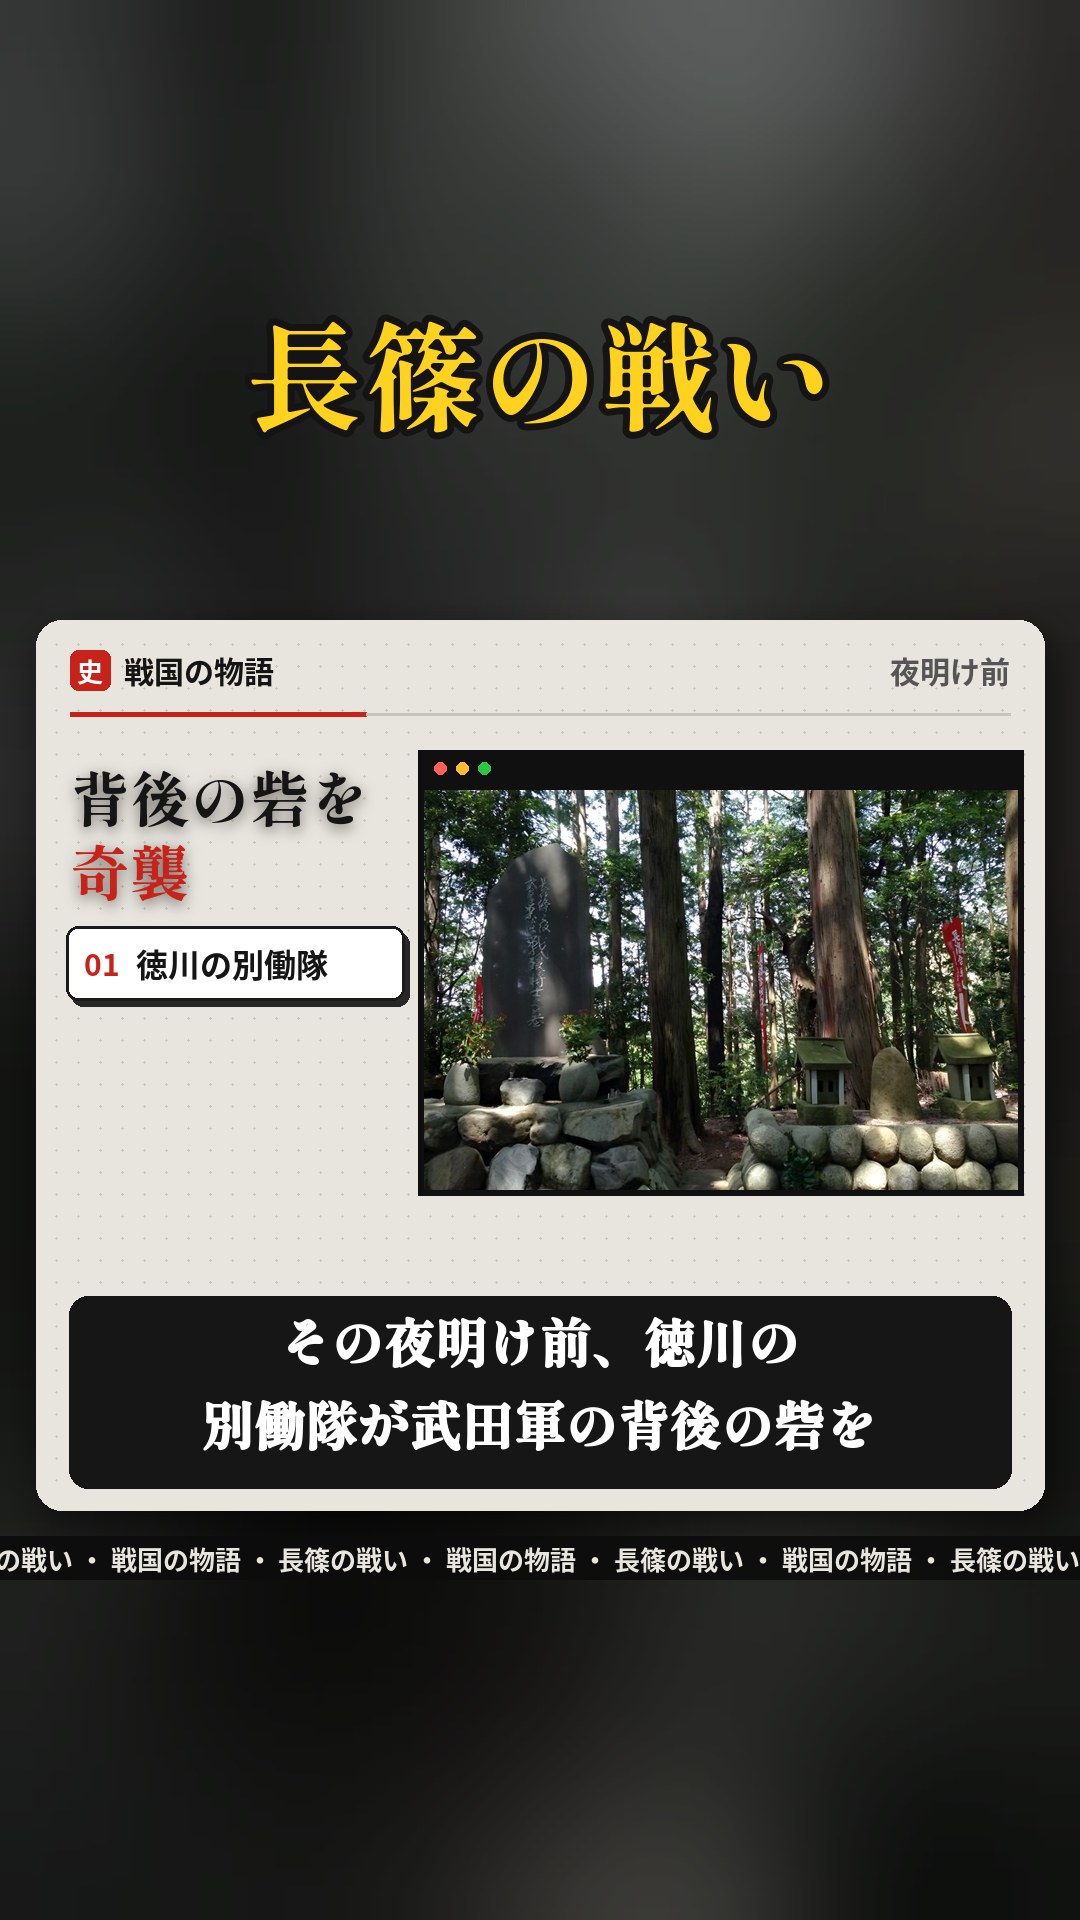 長篠の戦い
史 戦国の物語
夜明け前
背後の砦を
奇襲
01 徳川の別働隊
その夜明け前、徳川の
別働隊が武田軍の背後の砦を
の戦い ・ 戦国の物語 ・ 長篠の戦い ・ 戦国の物語 ・ 長篠の戦い ・ 戦国の物語 ・ 長篠の戦い